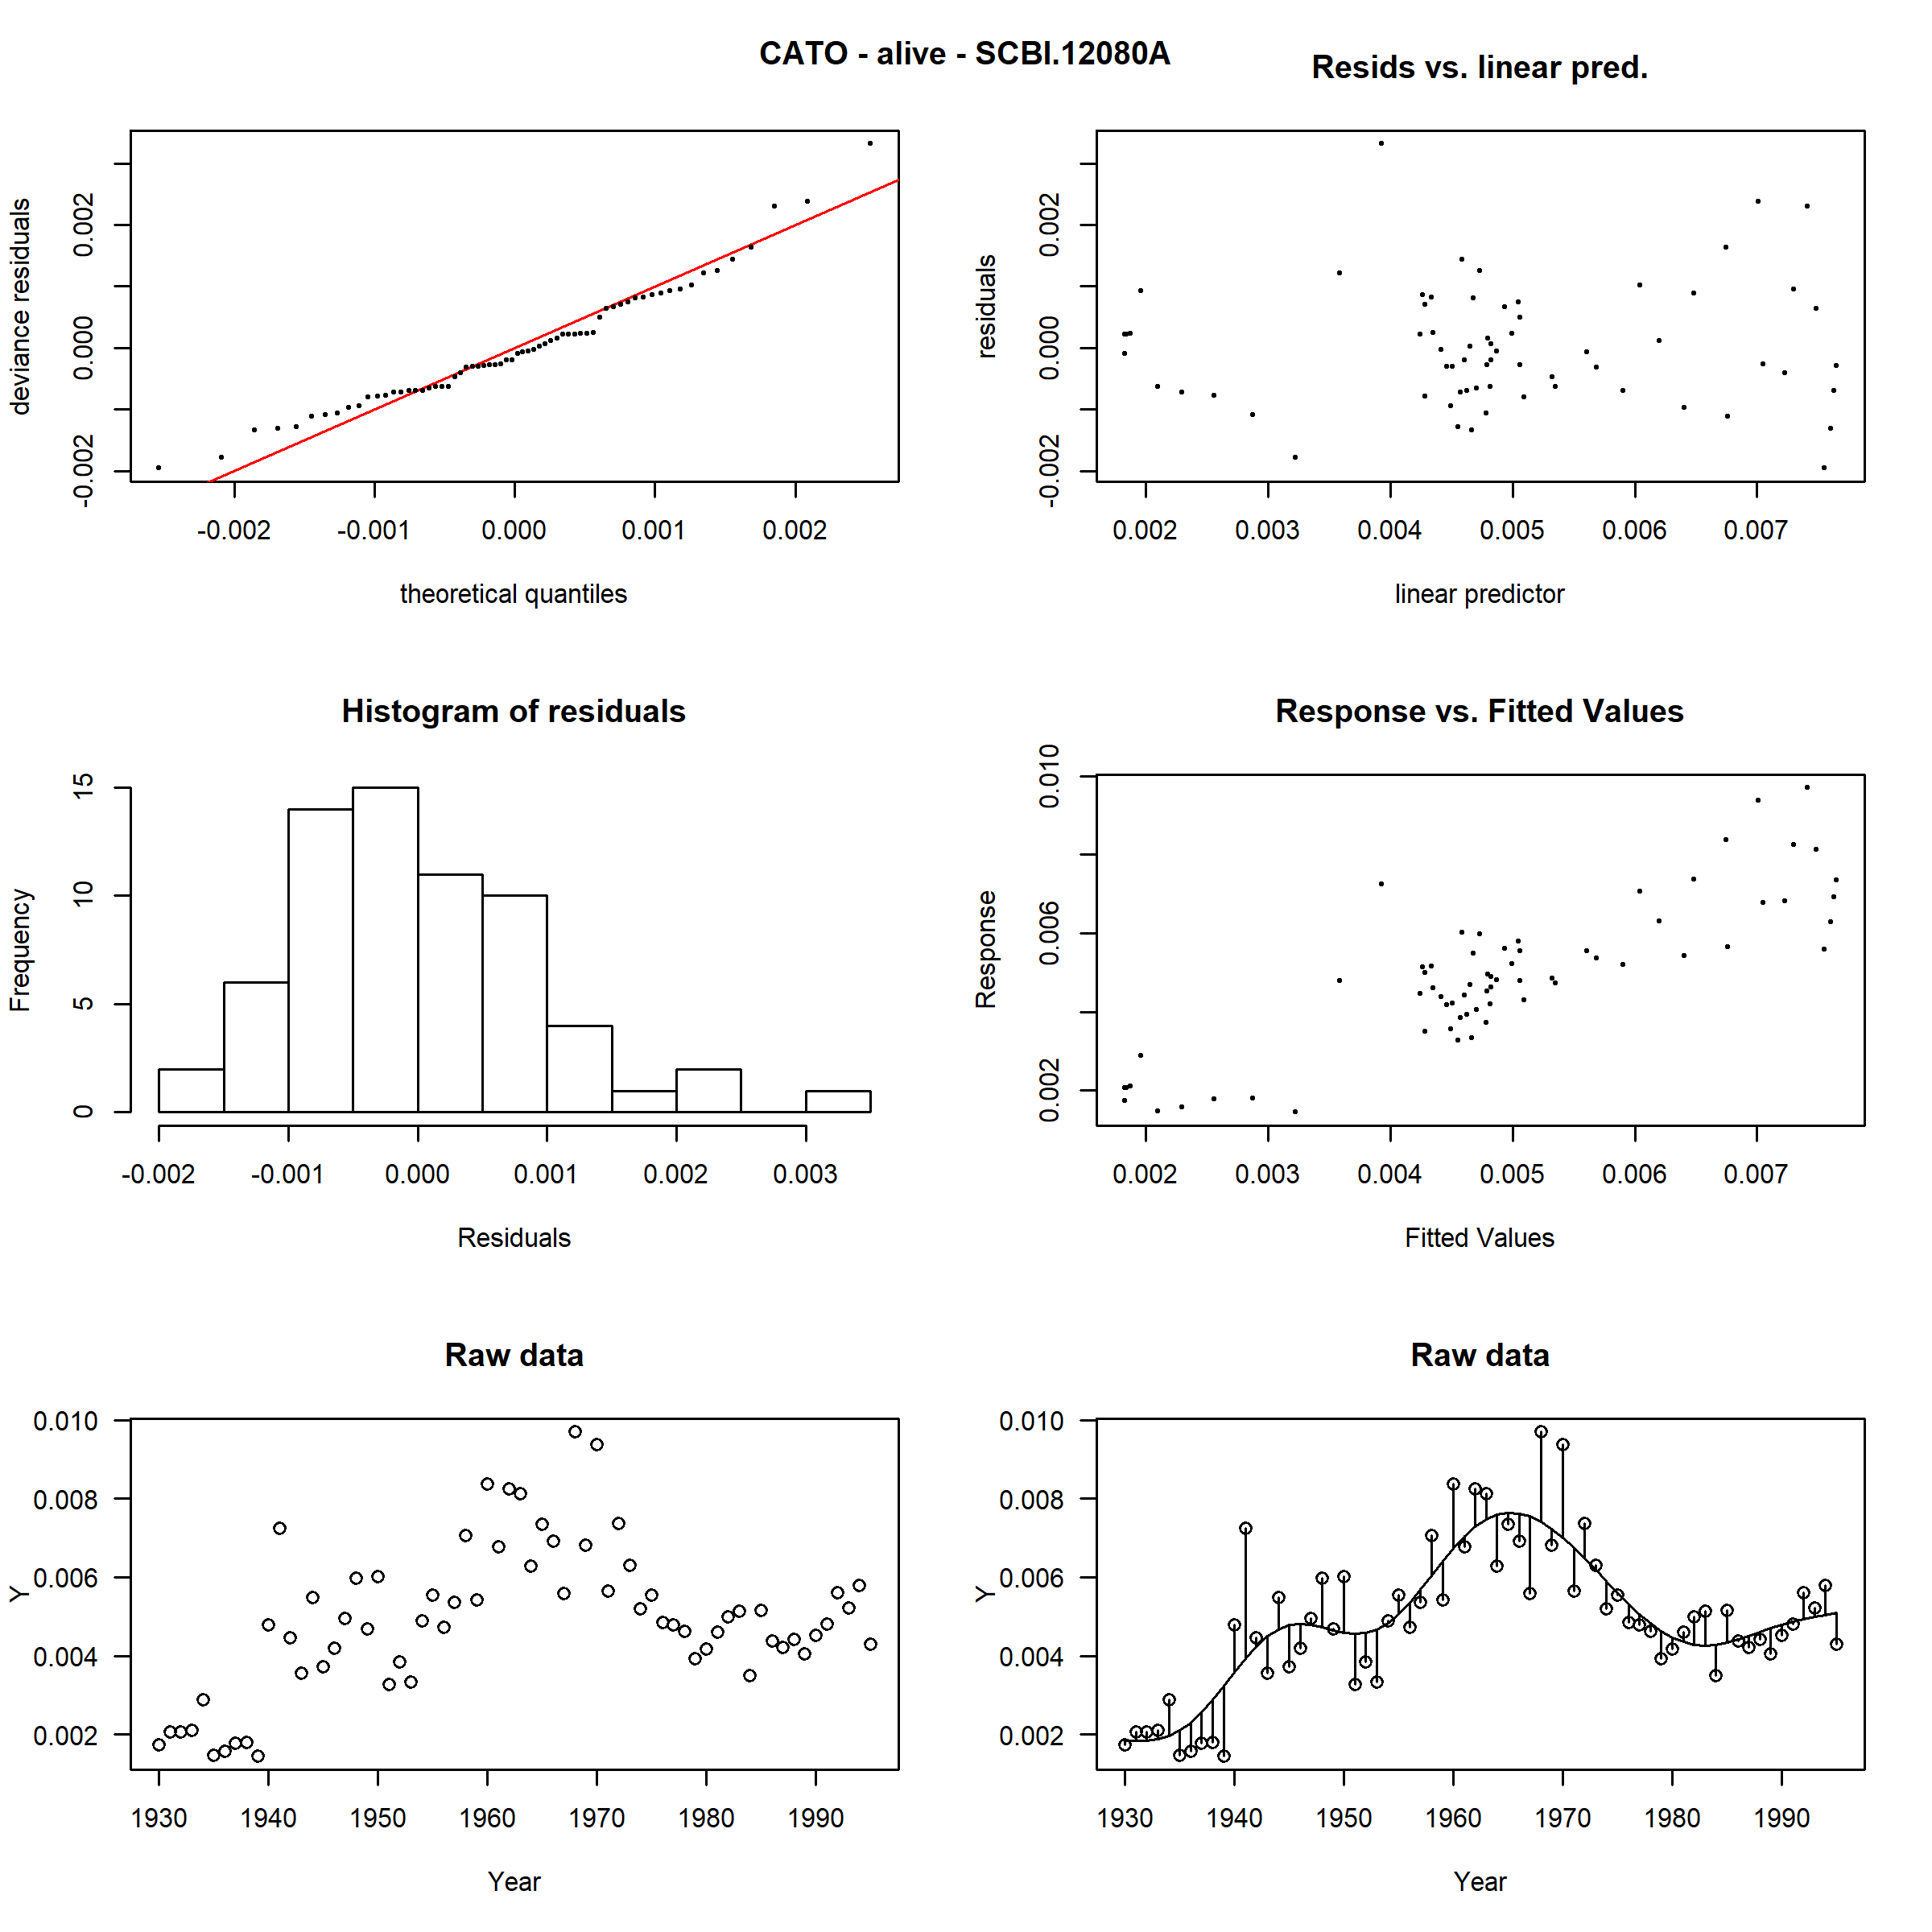 CATO - alive - SCBI.12080A
Resids vs. linear pred.
deviance residuals
-0.002 0.000 0.002
-0.002 -0.001 0.000 0.001 0.002
theoretical quantiles
residuals
-0.002 0.000 0.002
0.002 0.003 0.004 0.005 0.006 0.007
linear predictor
Histogram of residuals
Frequency
0 5 10 15
-0.002 -0.001 0.000 0.001 0.002 0.003
Residuals
Response vs. Fitted Values
Response
0.002 0.006 0.010
0.002 0.003 0.004 0.005 0.006 0.007
Fitted Values
Raw data
Y
0.010
0.008
0.006
0.004
0.002
1930 1940 1950 1960 1970 1980 1990
Year
Raw data
Y
0.010
0.008
0.006
0.004
0.002
1930 1940 1950 1960 1970 1980 1990
Year